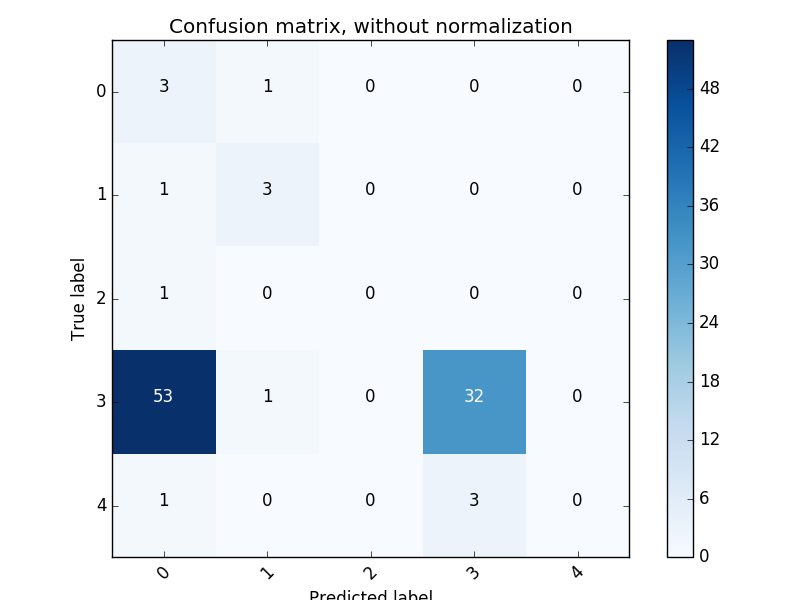 Confusion matrix, without normalization
0 3 1 0 0 0
1 1 3 0 0 0
2 1 0 0 0 0
3 53 1 0 32 0
4 1 0 0 3 0
0 1 2 3 4
True label
Predicted label
48
42
36
30
24
18
12
6
0